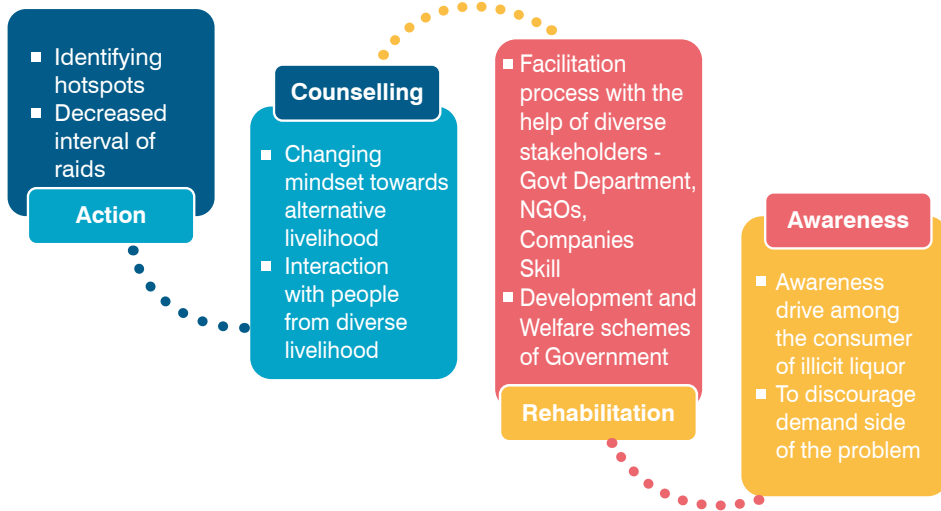 ▪ Identifying
hotspots
▪ Decreased
interval of
raids
Action
Counselling
▪ Changing
mindset towards
alternative
livelihood
▪ Interaction
with people
from diverse
livelihood
▪ Facilitation
process with the
help of diverse
stakeholders -
Govt Department,
NGOs,
Companies
Skill
▪ Development and
Welfare schemes
of Government
Rehabilitation
Awareness
▪ Awareness
drive among
the consumer
of illicit liquor
▪ To discourage
demand side
of the problem